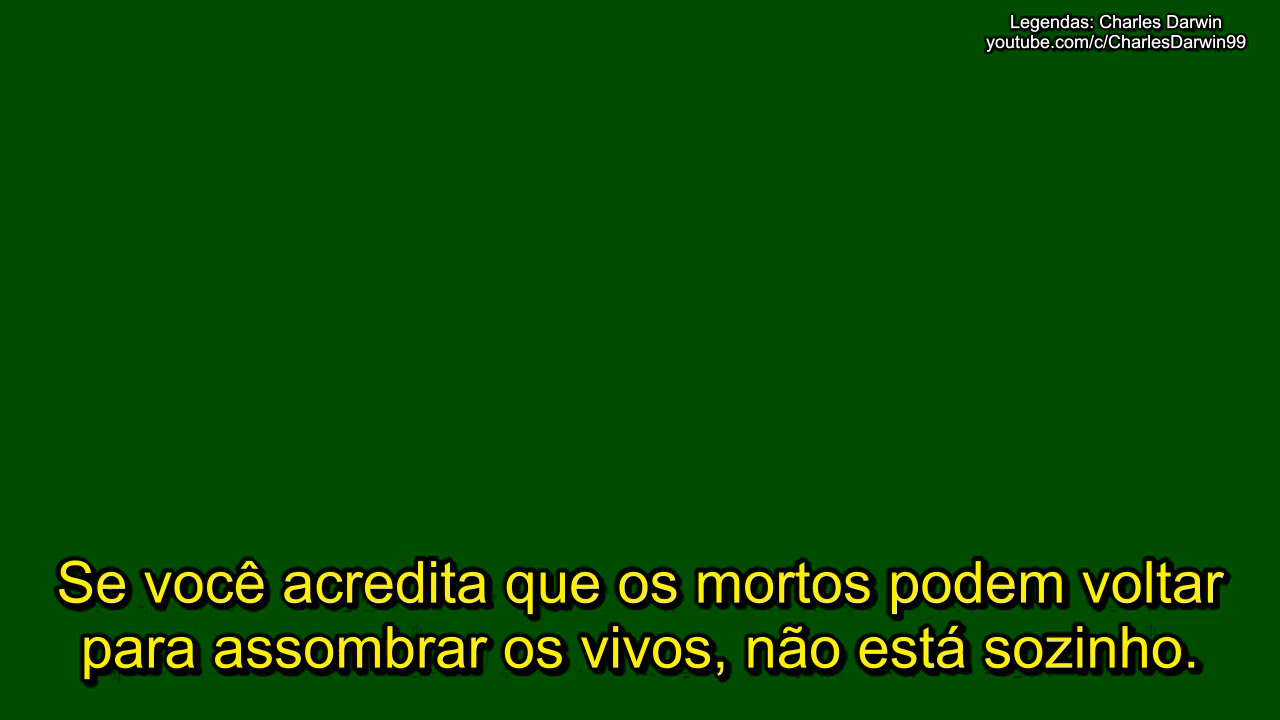 Legendas: Charles Darwin
youtube.com/c/CharlesDarwin99
Se você acredita que os mortos podem voltar
para assombrar os vivos, não está sozinho.